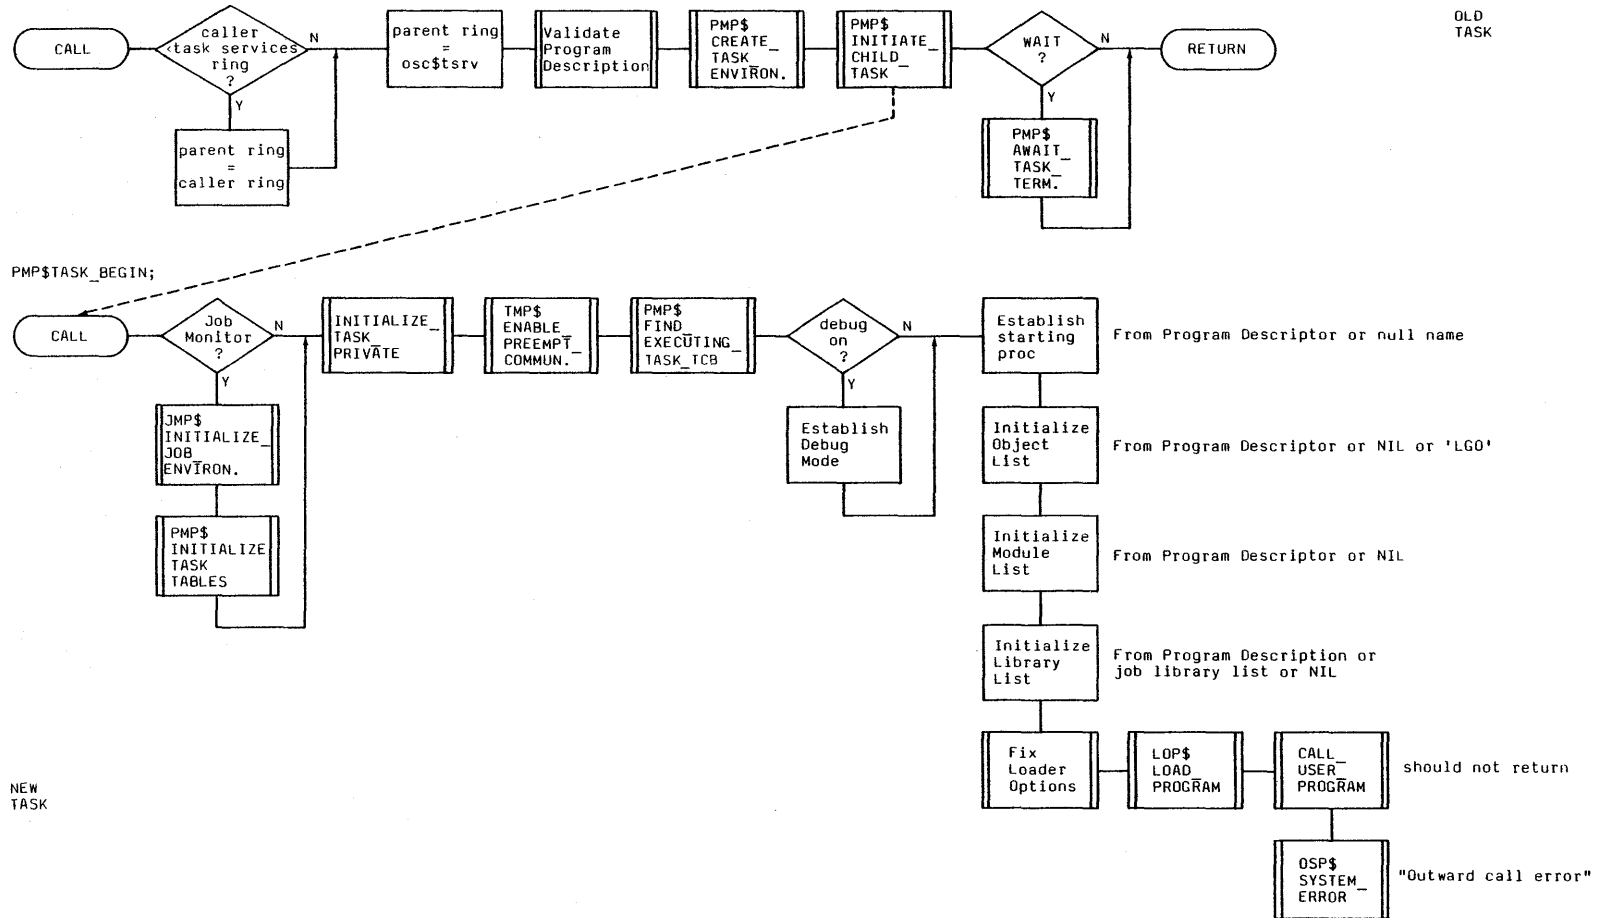 OLD
TASK
CALL
caller
<task services
ring
?
N
Y
parent ring
=
caller ring
parent ring
=
osc$tsrv
Validate
Program
Description
PMP$
CREATE_
TASK_
ENVIRON.
PMP$
INITIATE_
CHILD_
TASK
WAIT
?
N
Y
PMP$
AWAIT_
TASK_
TERM.
RETURN
PMP$TASK_BEGIN;
CALL
Job
Monitor
?
N
Y
JMP$
INITIALIZE_
JOB_
ENVIRON.
PMP$
INITIALIZE
TASK
TABLES
INITIALIZE_
TASK_
PRIVATE
TMP$
ENABLE_
PREEMPT_
COMMUN.
PMP$
FIND_
EXECUTING_
TASK_TCB
debug
on
?
N
Y
Establish
Debug
Mode
Establish
starting
proc
From Program Descriptor or null name
Initialize
Object
List
From Program Descriptor or NIL or 'LGO'
Initialize
Module
List
From Program Descriptor or NIL
Initialize
Library
List
From Program Description or
job library list or NIL
Fix
Loader
Options
LOP$
LOAD_
PROGRAM
CALL_
USER_
PROGRAM
should not return
NEW
TASK
OSP$
SYSTEM_
ERROR
"Outward call error"